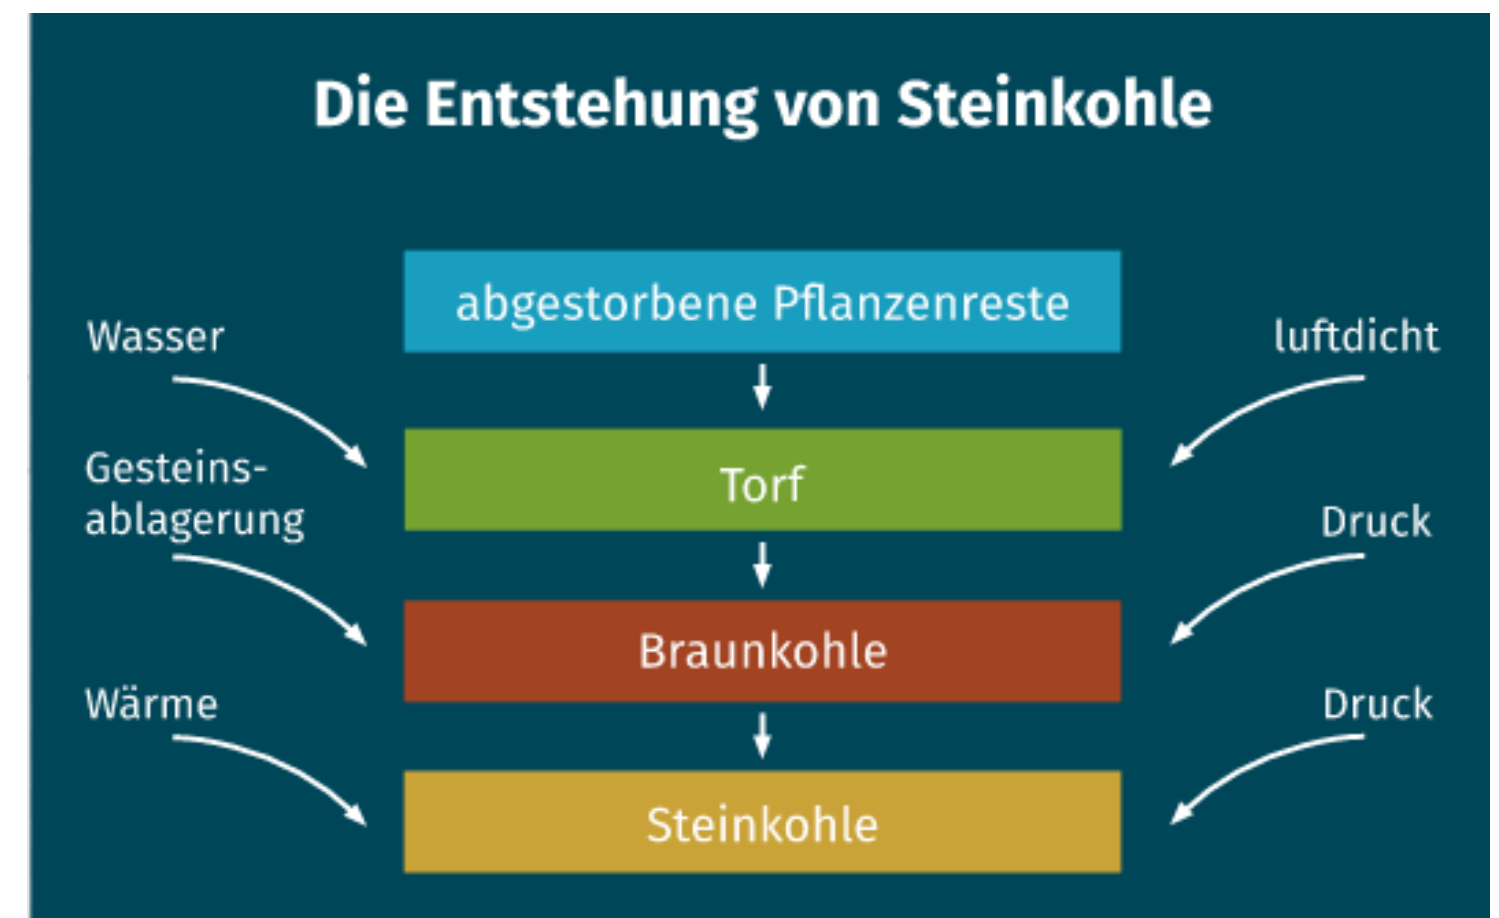 Die Entstehung von Steinkohle
abgestorbene Pflanzenreste
Wasser
luftdicht
Torf
Gesteins-
ablagerung
Druck
Braunkohle
Wärme
Druck
Steinkohle